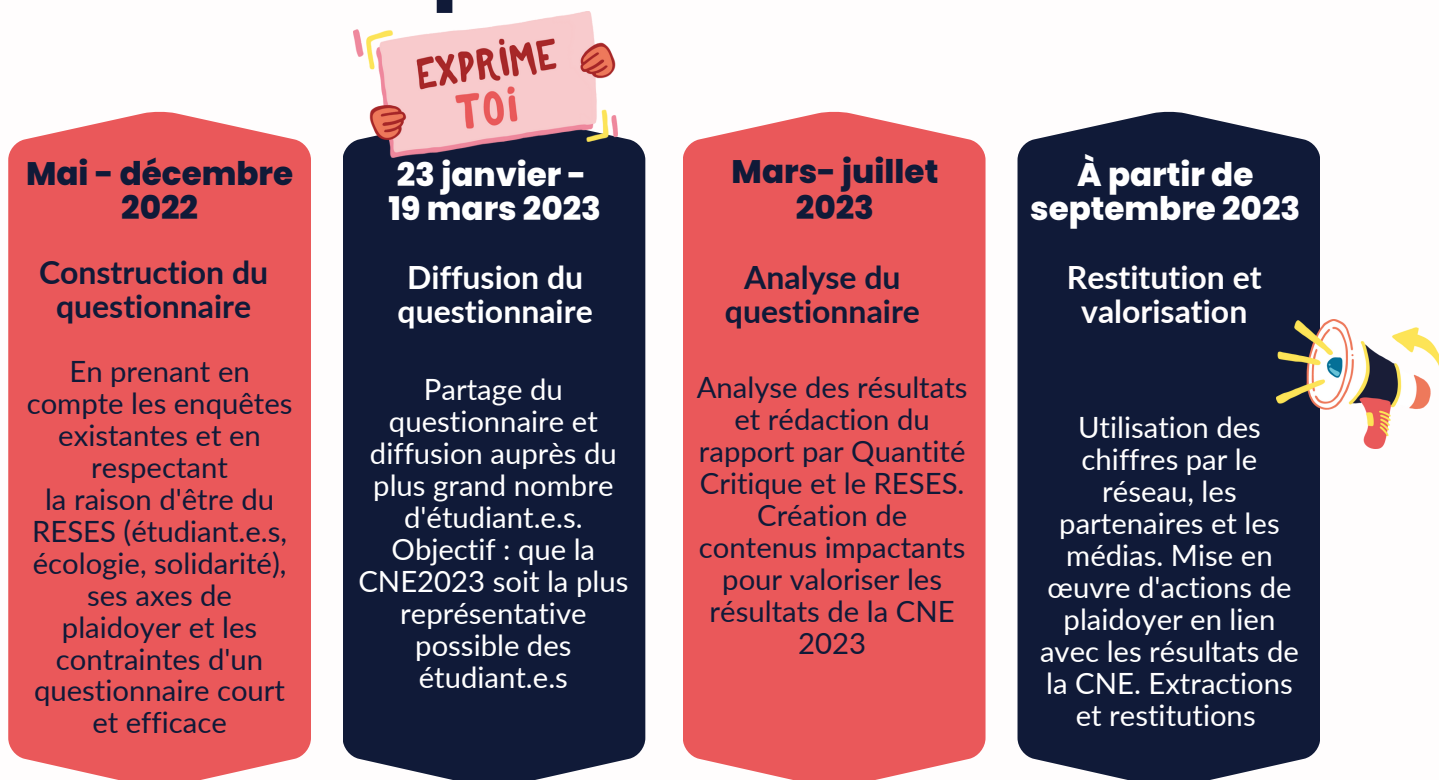 EXPRiME
TOi
Mai - décembre
2022
Construction du
questionnaire
En prenant en
compte les enquêtes
existantes et en
respectant
la raison d'être du
RESES (étudiant.e.s,
écologie, solidarité),
ses axes de
plaidoyer et les
contraintes d'un
questionnaire court
et efficace
23 janvier -
19 mars 2023
Diffusion du
questionnaire
Partage du
questionnaire et
diffusion auprès du
plus grand nombre
d'étudiant.e.s.
Objectif : que la
CNE2023 soit la plus
représentative
possible des
étudiant.e.s
Mars- juillet
2023
Analyse du
questionnaire
Analyse des résultats
et rédaction du
rapport par Quantité
Critique et le RESES.
Création de
contenus impactants
pour valoriser les
résultats de la CNE
2023
À partir de
septembre 2023
Restitution et
valorisation
Utilisation des
chiffres par le
réseau, les
partenaires et les
médias. Mise en
œuvre d'actions de
plaidoyer en lien
avec les résultats de
la CNE. Extractions
et restitutions